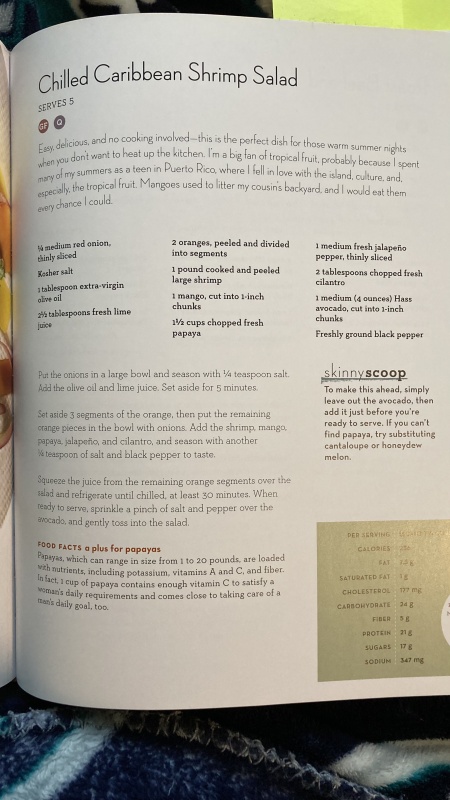 Chilled Caribbean Shrimp Salad
SERVES 5
GF Q
Easy, delicious, and no cooking involved—this is the perfect dish for those warm summer nights
when you don't want to heat up the kitchen. I'm a big fan of tropical fruit, probably because I spent
many of my summers as a teen in Puerto Rico, where I fell in love with the island, culture, and,
especially, the tropical fruit. Mangoes used to litter my cousin's backyard, and I would eat them
every chance I could.
medium red onion,
thinly sliced
Kosher salt
1 tablespoon extra-virgin
olive oil
2½ tablespoons fresh lime
juice
2 oranges, peeled and divided
into segments
1 pound cooked and peeled
large shrimp
1 mango, cut into 1-inch
chunks
1½ cups chopped fresh
papaya
1 medium fresh jalapeño
pepper, thinly sliced
2 tablespoons chopped fresh
cilantro
1 medium (4 ounces) Hass
avocado, cut into 1-inch
chunks
Freshly ground black pepper
Put the onions in a large bowl and season with ¼ teaspoon salt.
Add the olive oil and lime juice. Set aside for 5 minutes.
Set aside 3 segments of the orange, then put the remaining
orange pieces in the bowl with onions. Add the shrimp, mango,
papaya, jalapeño, and cilantro, and season with another
¼ teaspoon of salt and black pepper to taste.
Squeeze the juice from the remaining orange segments over the
salad and refrigerate until chilled, at least 30 minutes. When
ready to serve, sprinkle a pinch of salt and pepper over the
avocado, and gently toss into the salad.
FOOD FACTS a plus for papayas
Papayas, which can range in size from 1 to 20 pounds, are loaded
with nutrients, including potassium, vitamins A and C, and fiber.
In fact, 1 cup of papaya contains enough vitamin C to satisfy a
woman's daily requirements and comes close to taking care of a
man's daily goal, too.
skinnyscoop
To make this ahead, simply
leave out the avocado, then
add it just before you're
ready to serve. If you can't
find papaya, try substituting
cantaloupe or honeydew
melon.
PER SERVING
CALORIES
FAT
SATURATED FAT 1 g
CHOLESTEROL 177 mg
CARBOHYDRATE 24 g
FIBER 5 g
PROTEIN 21 g
SUGARS 17 g
SODIUM 347 mg